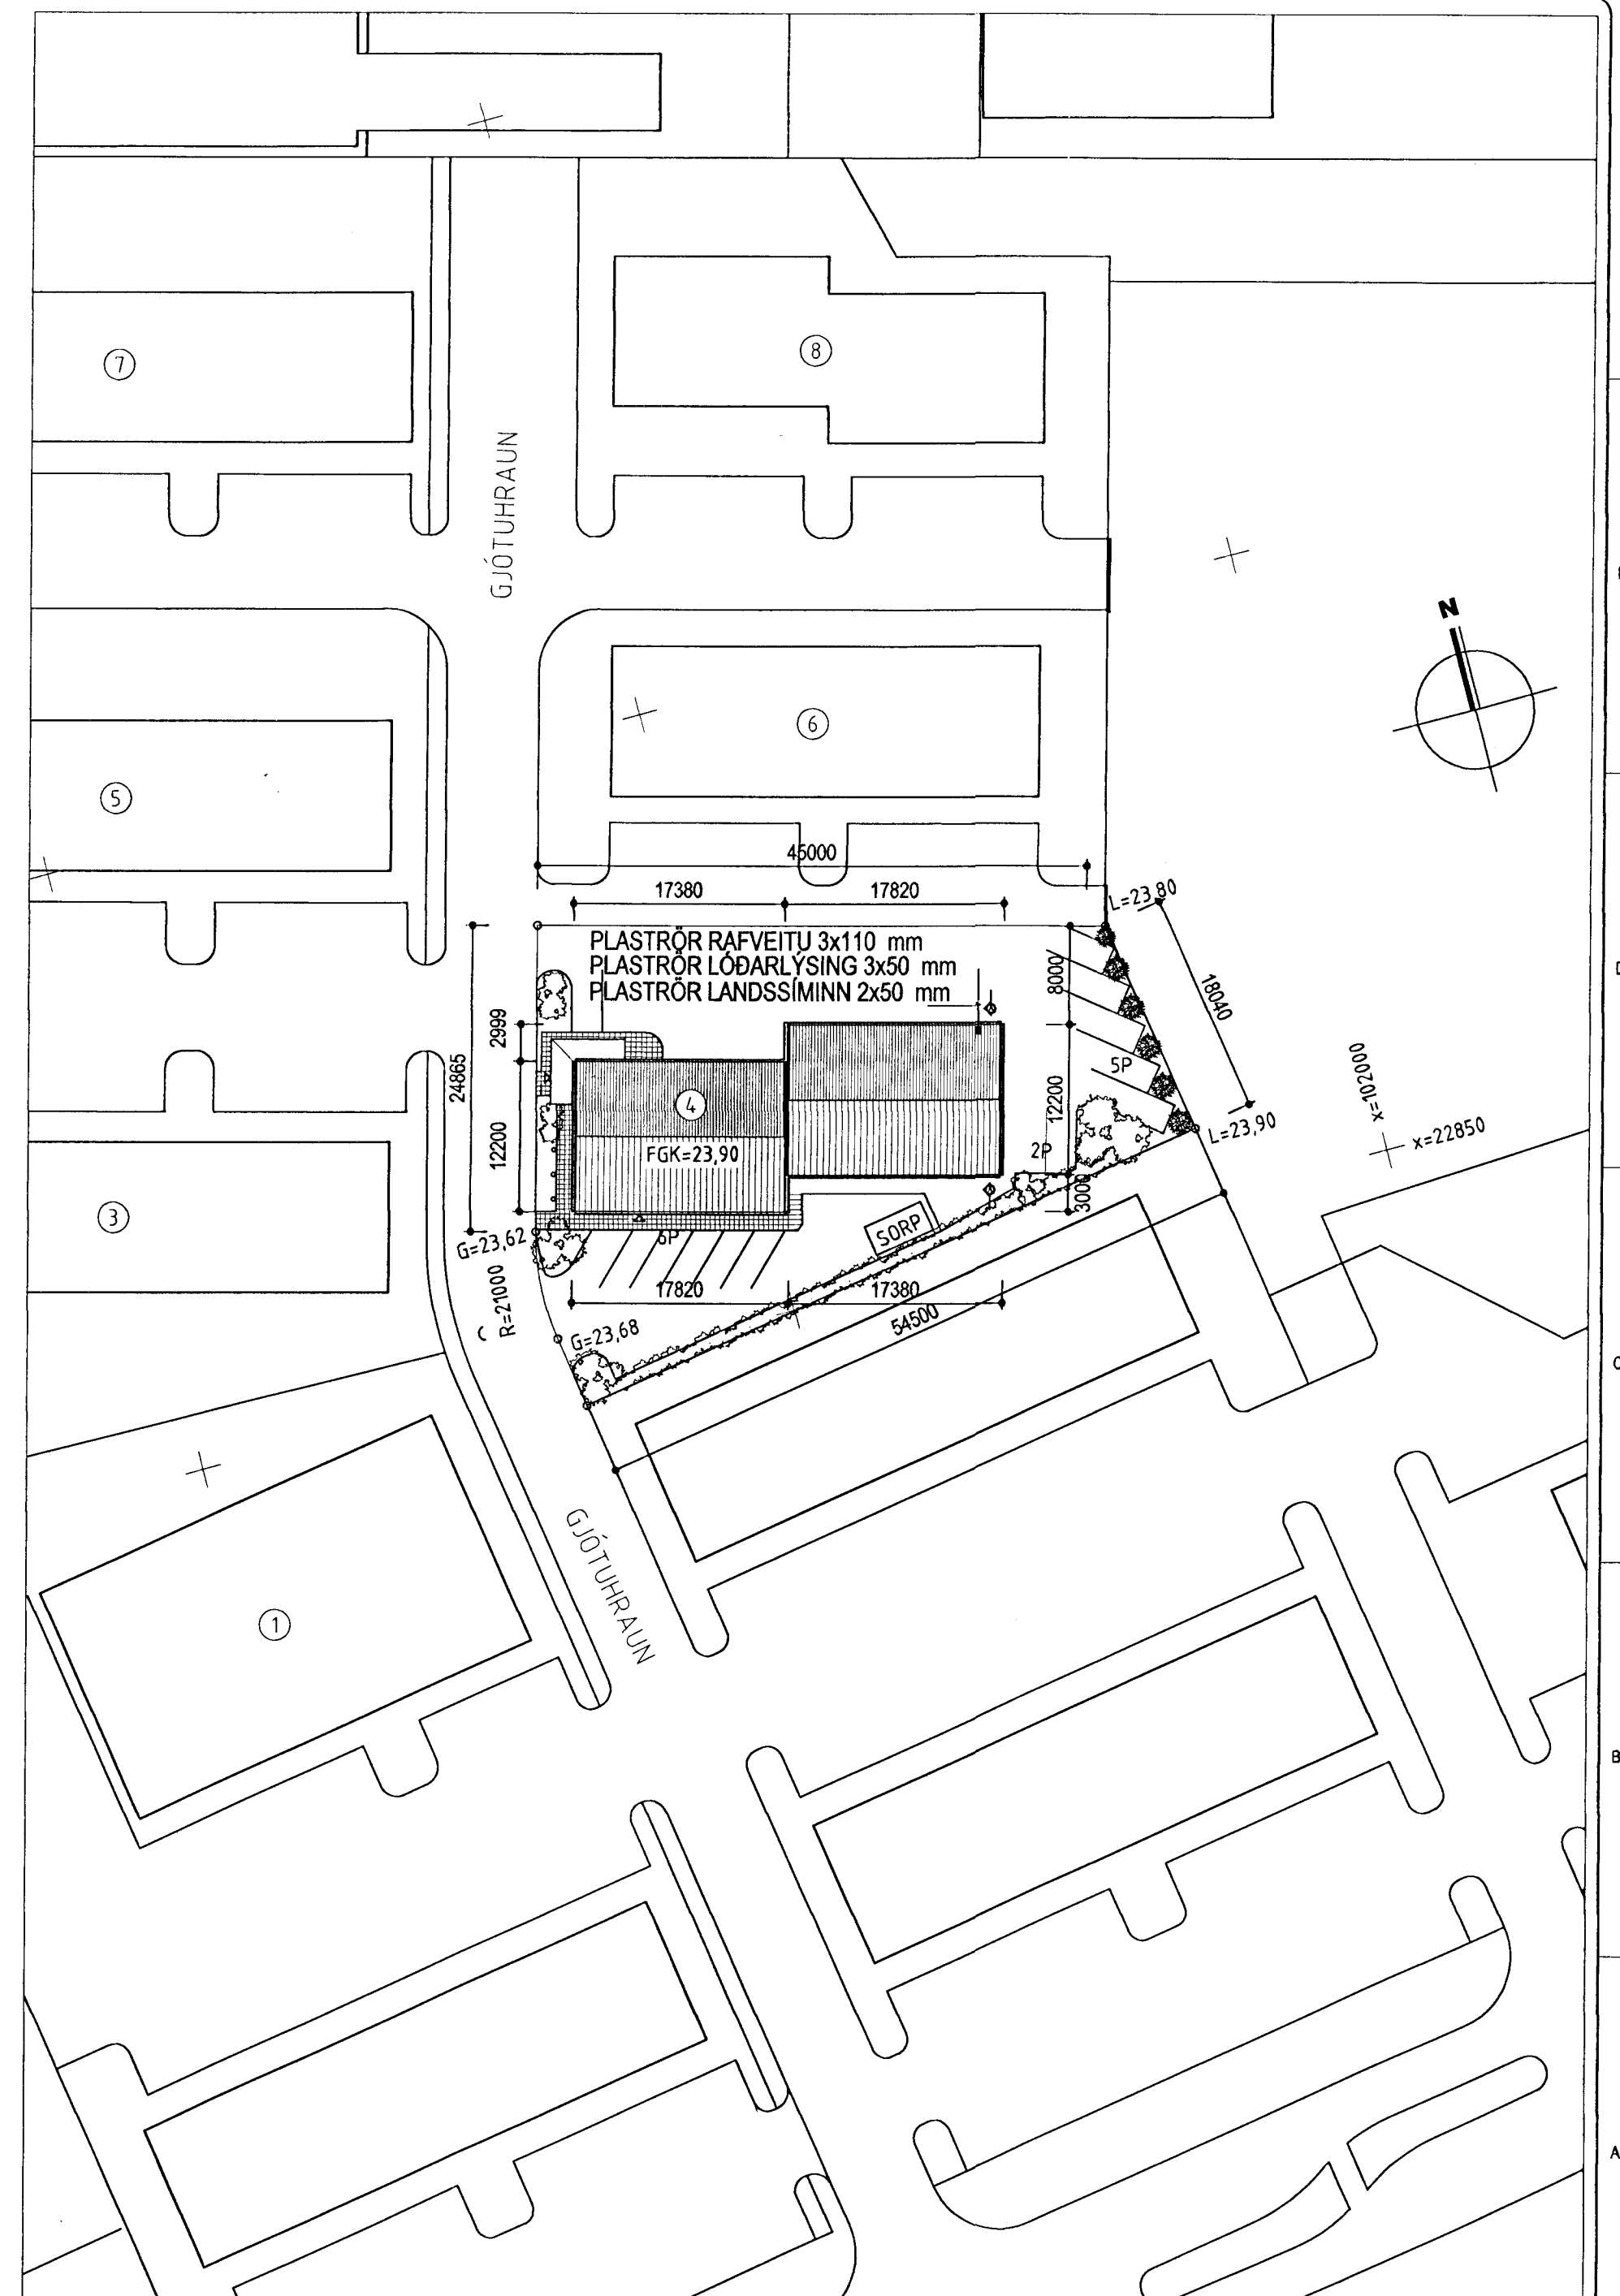 7
8
GJÓTUHRAUN
N
6
5
45000
17380
17820
L=23,80
PLASTRÖR RAFVEITU 3x110 mm
PLASTRÖR LÓÐARLÝSING 3x50 mm
PLASTRÖR LANDSSÍMINN 2x50 mm
8000
18040
2999
24865
5P
x=102000
4
12200
12200
L=23,90
x=22850
FGK=23,90
2P
3000
3
SORP
G=23,62
6P
R=21000
17820
17380
54500
G=23,68
GJÓTUHRAUN
1
D
C
B
A